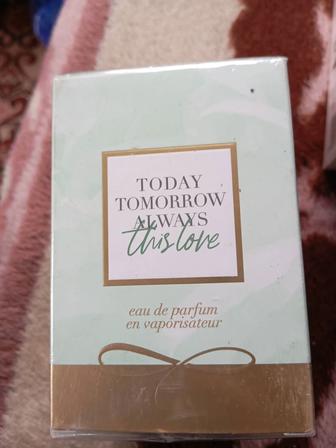 TODAY
TOMORROW
ALWAYS
this love
eau de parfum
en vaporisateur